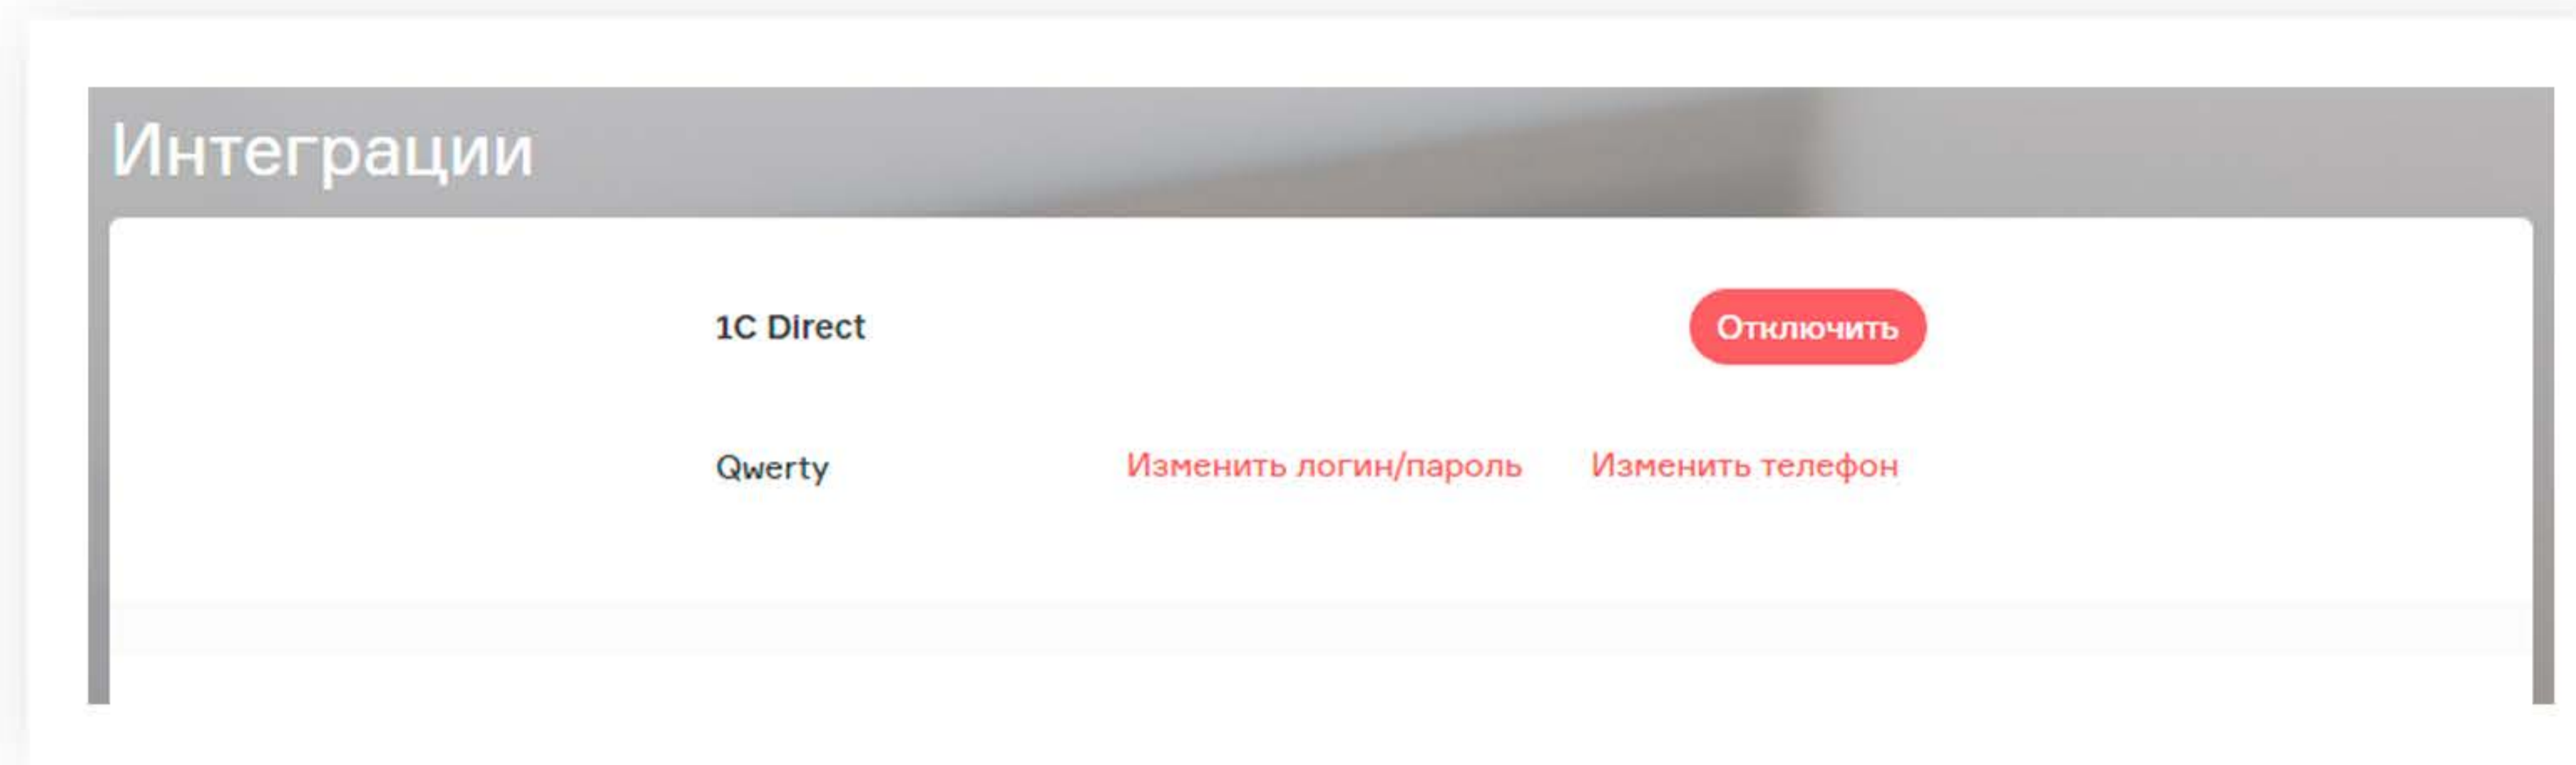 Интеграции
1C Direct Отключить
Qwerty Изменить логин/пароль Изменить телефон